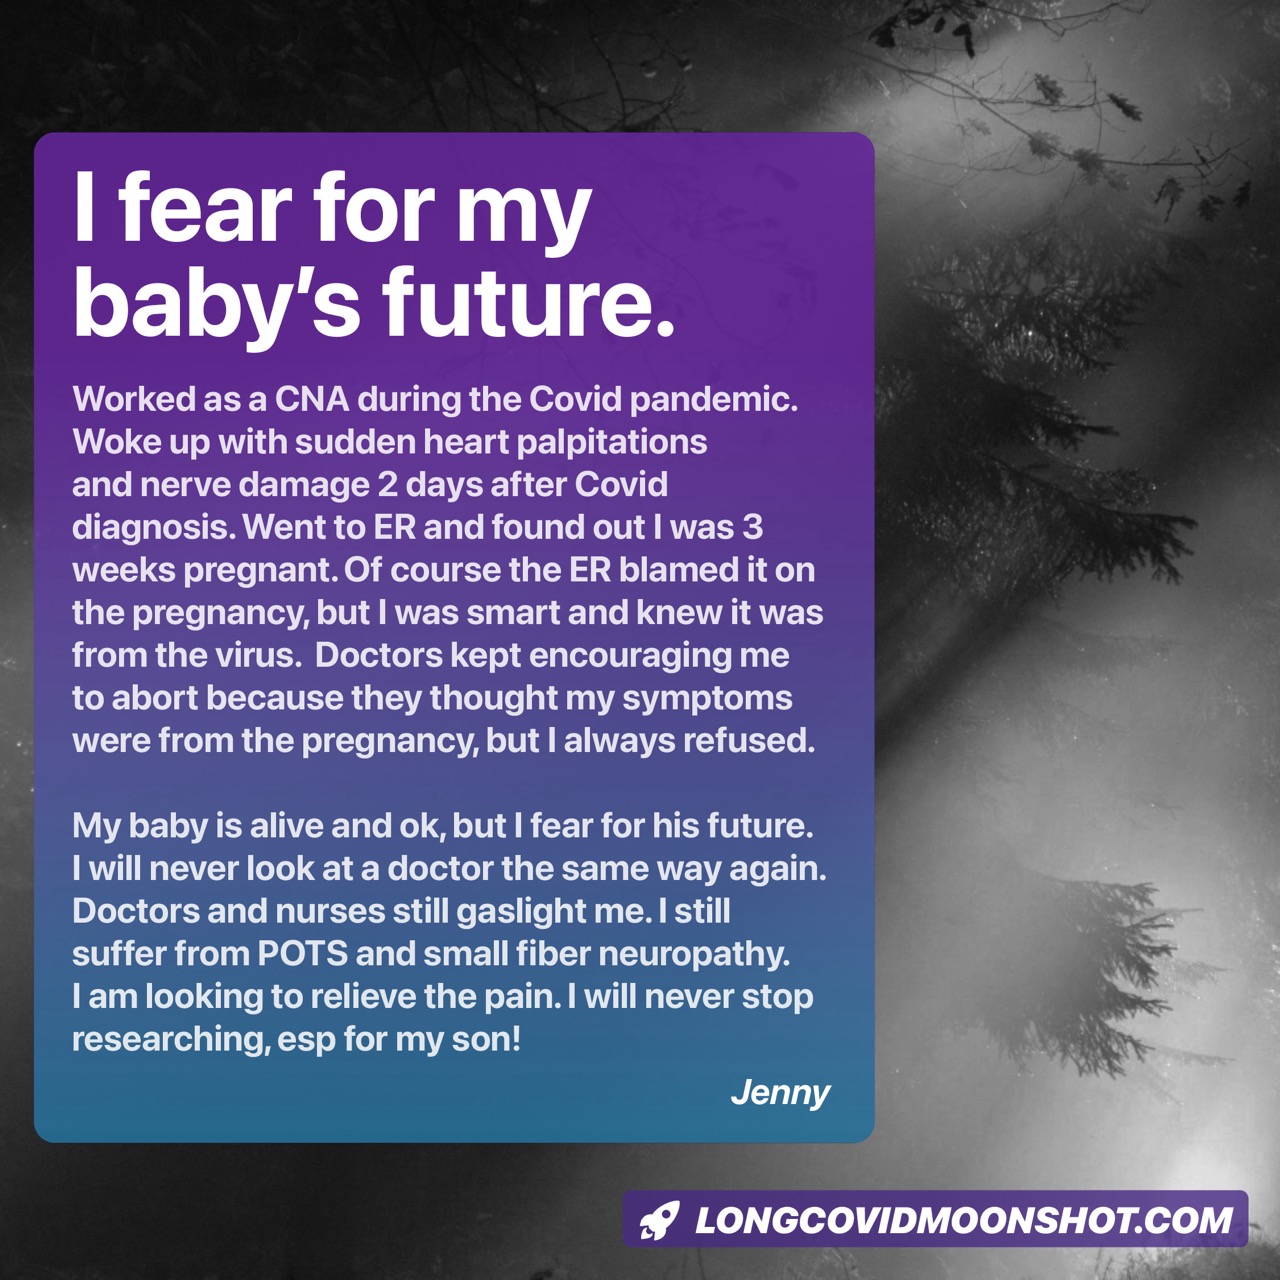 I fear for my
baby’s future.
Worked as a CNA during the Covid pandemic.
Woke up with sudden heart palpitations
and nerve damage 2 days after Covid
diagnosis. Went to ER and found out I was 3
weeks pregnant. Of course the ER blamed it on
the pregnancy, but I was smart and knew it was
from the virus.  Doctors kept encouraging me
to abort because they thought my symptoms
were from the pregnancy, but I always refused.
My baby is alive and ok, but I fear for his future.
I will never look at a doctor the same way again.
Doctors and nurses still gaslight me. I still
suffer from POTS and small fiber neuropathy.
I am looking to relieve the pain. I will never stop
researching, esp for my son!
Jenny
LONGCOVIDMOONSHOT.COM